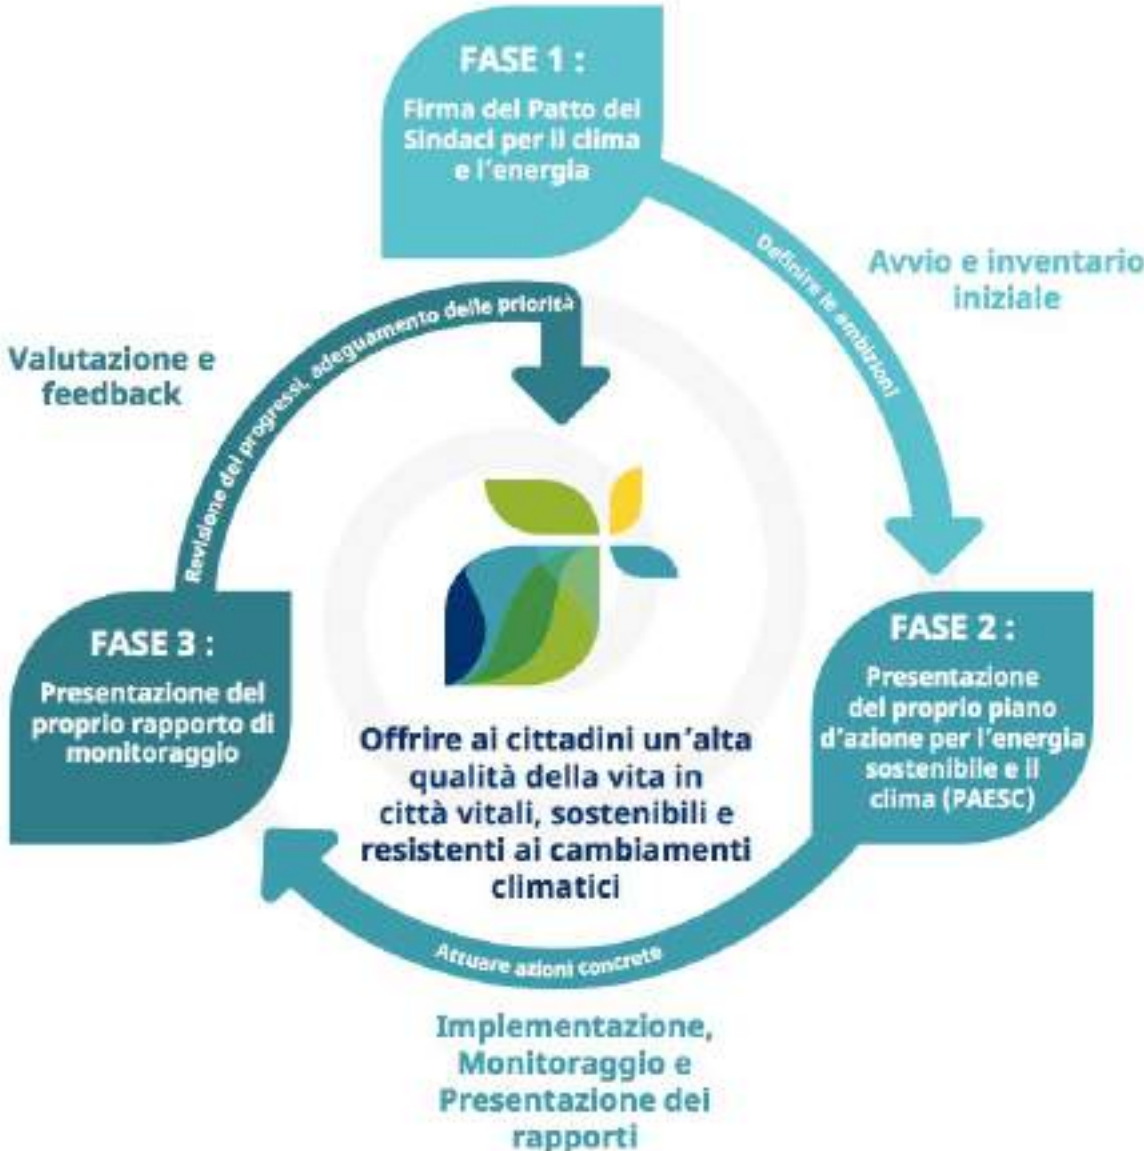 FASE 1 :
Firma del Patto dei
Sindaci per il clima
e l'energia
Definire le ambizioni
Avvio e inventario
iniziale
FASE 2 :
Presentazione
del proprio piano
d'azione per l'energia
sostenibile e il
clima (PAESC)
Attuare azioni concrete
Implementazione,
Monitoraggio e
Presentazione dei
rapporti
FASE 3 :
Presentazione del
proprio rapporto di
monitoraggio
Revisione dei progressi, adeguamento delle priorità
Valutazione e
feedback
Offrire ai cittadini un'alta
qualità della vita in
città vitali, sostenibili e
resistenti ai cambiamenti
climatici